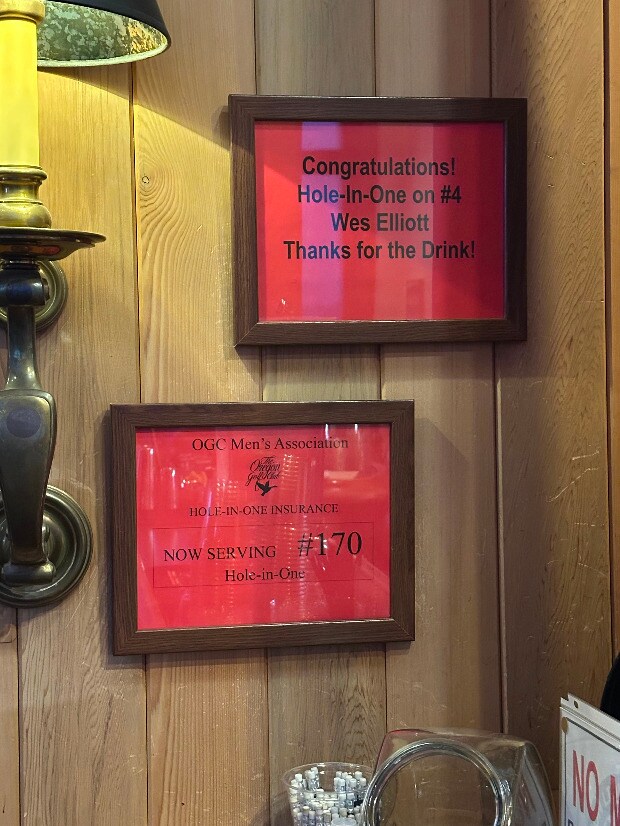 Congratulations!
Hole-In-One on #4
Wes Elliott
Thanks for the Drink!
OGC Men's Association
The
Oregon
Golf Club
HOLE-IN-ONE INSURANCE
NOW SERVING #170
Hole-in-One
NO